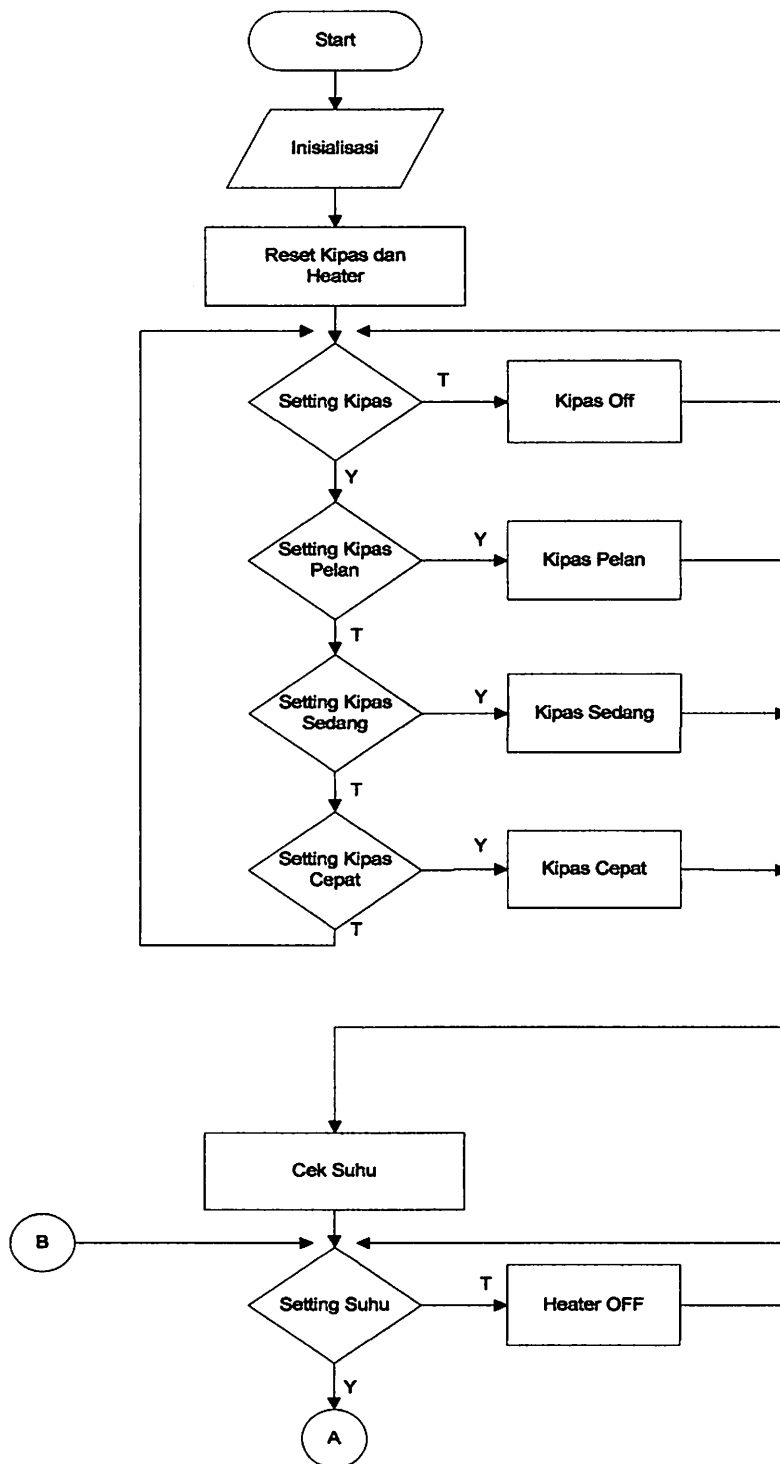 Start
Inisialisasi
Reset Kipas dan
Heater
Setting Kipas
T
Kipas Off
Y
Setting Kipas
Pelan
Y
Kipas Pelan
T
Setting Kipas
Sedang
Y
Kipas Sedang
T
Setting Kipas
Cepat
Y
Kipas Cepat
T
Cek Suhu
B
Setting Suhu
T
Heater OFF
Y
A